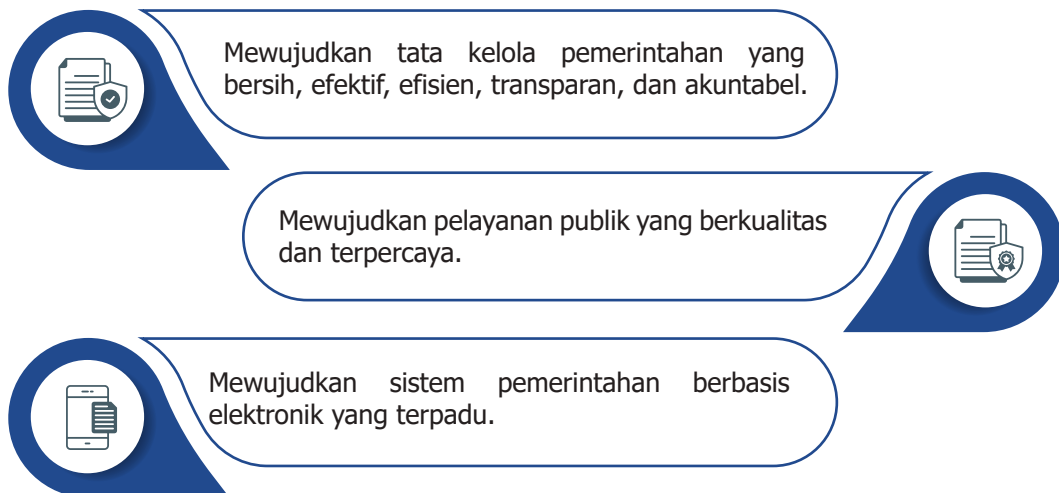 Mewujudkan tata kelola pemerintahan yang
bersih, efektif, efisien, transparan, dan akuntabel.
Mewujudkan pelayanan publik yang berkualitas
dan terpercaya.
Mewujudkan sistem pemerintahan berbasis
elektronik yang terpadu.